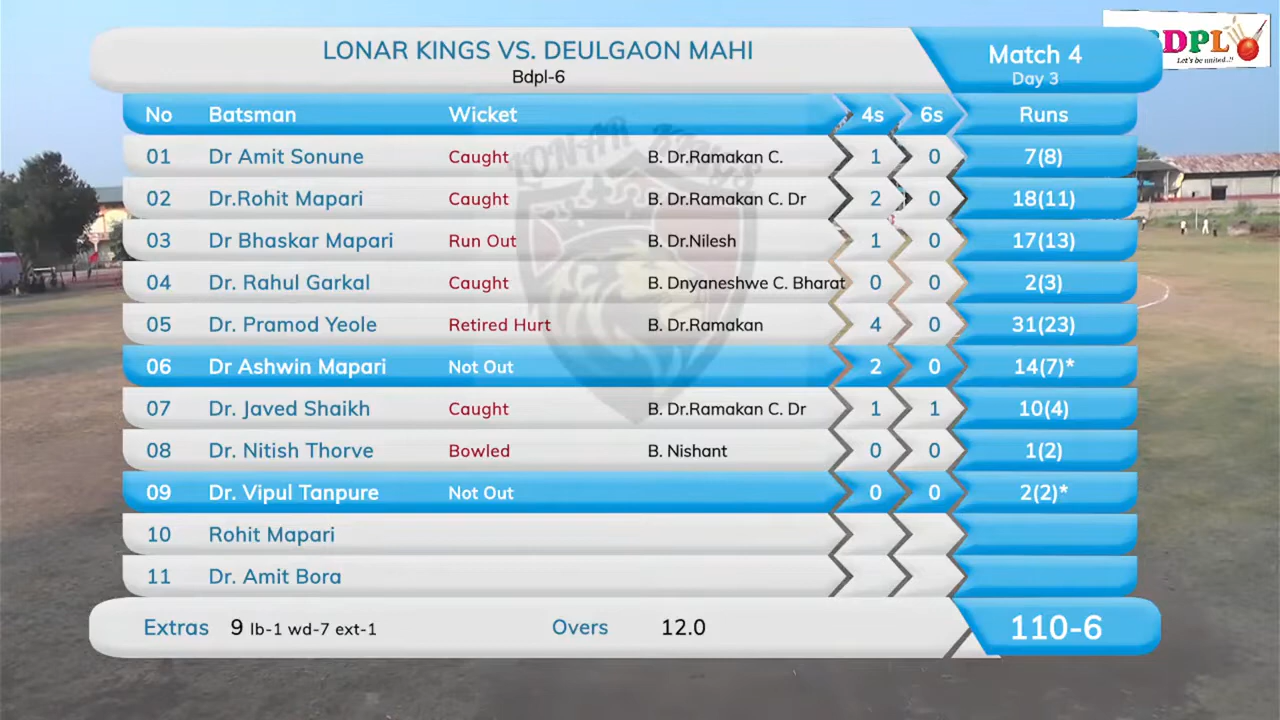 LONAR KINGS VS. DEULGAON MAHI
Bdpl-6
Match 4
Day 3
BDPL
Let's be united..!!
No Batsman Wicket 4s 6s Runs
LONAR KINGS
01 Dr Amit Sonune Caught B. Dr.Ramakan C. 1 0 7(8)
02 Dr.Rohit Mapari Caught B. Dr.Ramakan C. Dr 2 0 18(11)
03 Dr Bhaskar Mapari Run Out B. Dr.Nilesh 1 0 17(13)
04 Dr. Rahul Garkal Caught B. Dnyaneshwe C. Bharat 0 0 2(3)
05 Dr. Pramod Yeole Retired Hurt B. Dr.Ramakan 4 0 31(23)
06 Dr Ashwin Mapari Not Out 2 0 14(7)*
07 Dr. Javed Shaikh Caught B. Dr.Ramakan C. Dr 1 1 10(4)
08 Dr. Nitish Thorve Bowled B. Nishant 0 0 1(2)
09 Dr. Vipul Tanpure Not Out 0 0 2(2)*
10 Rohit Mapari
11 Dr. Amit Bora
Extras 9 lb-1 wd-7 ext-1 Overs 12.0 110-6